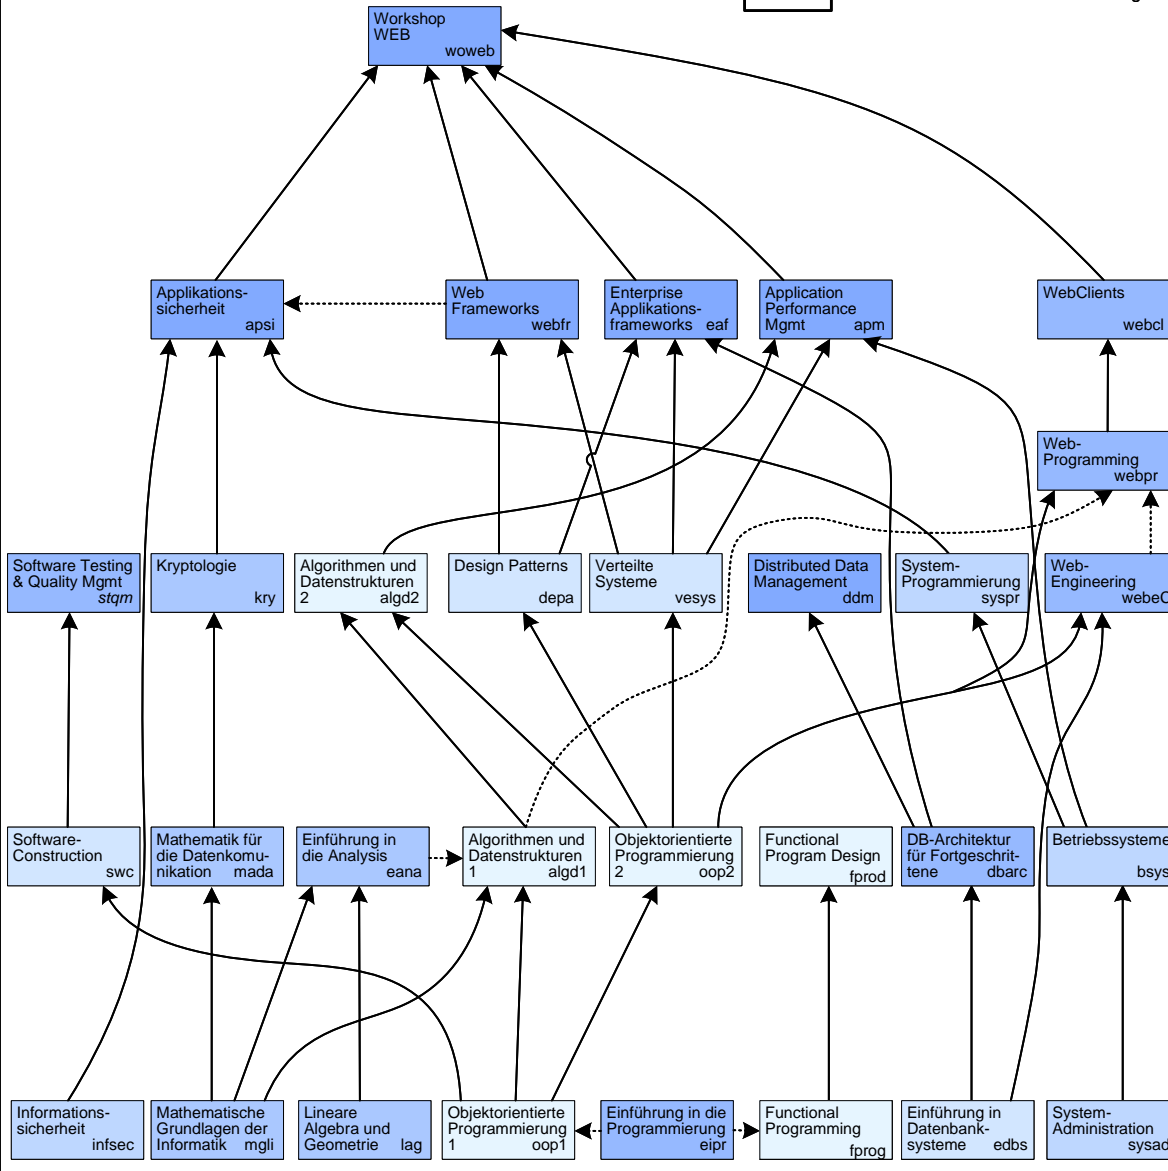 g
Workshop
WEB
woweb
Applikations-
sicherheit
apsi
Web
Frameworks
webfr
Enterprise
Applikations-
frameworks eaf
Application
Performance
Mgmt apm
WebClients
webcl
Web-
Programming
webpr
Software Testing
& Quality Mgmt
stqm
Kryptologie
kry
Algorithmen und
Datenstrukturen
2 algd2
Design Patterns
depa
Verteilte
Systeme
vesys
Distributed Data
Management
ddm
System-
Programmierung
syspr
Web-
Engineering
webeC
Software-
Construction
swc
Mathematik für
die Datenkomu-
nikation mada
Einführung in
die Analysis
eana
Algorithmen und
Datenstrukturen
1 algd1
Objektorientierte
Programmierung
2 oop2
Functional
Program Design
fprod
DB-Architektur
für Fortgeschrit-
tene dbarc
Betriebssysteme
bsys
Informations-
sicherheit
infsec
Mathematische
Grundlagen der
Informatik mgli
Lineare
Algebra und
Geometrie lag
Objektorientierte
Programmierung
1 oop1
Einführung in die
Programmierung
eipr
Functional
Programming
fprog
Einführung in
Datenbank-
systeme edbs
System-
Administration
sysad